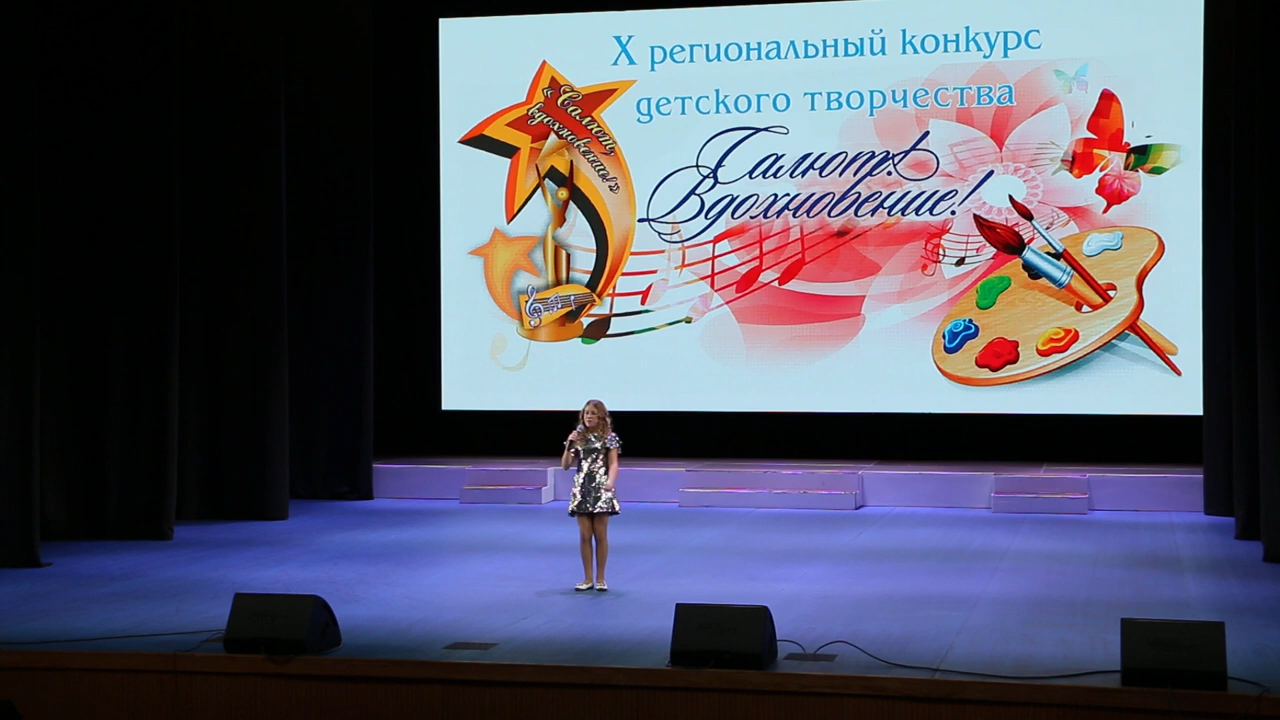 X региональный конкурс
детского творчества
Салют!
Вдохновение!
«Салют,
вдохновение!»